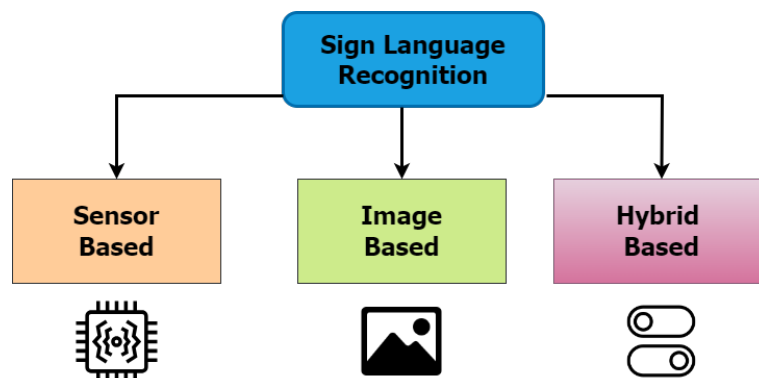 Sign Language
Recognition
Sensor
Based
Image
Based
Hybrid
Based